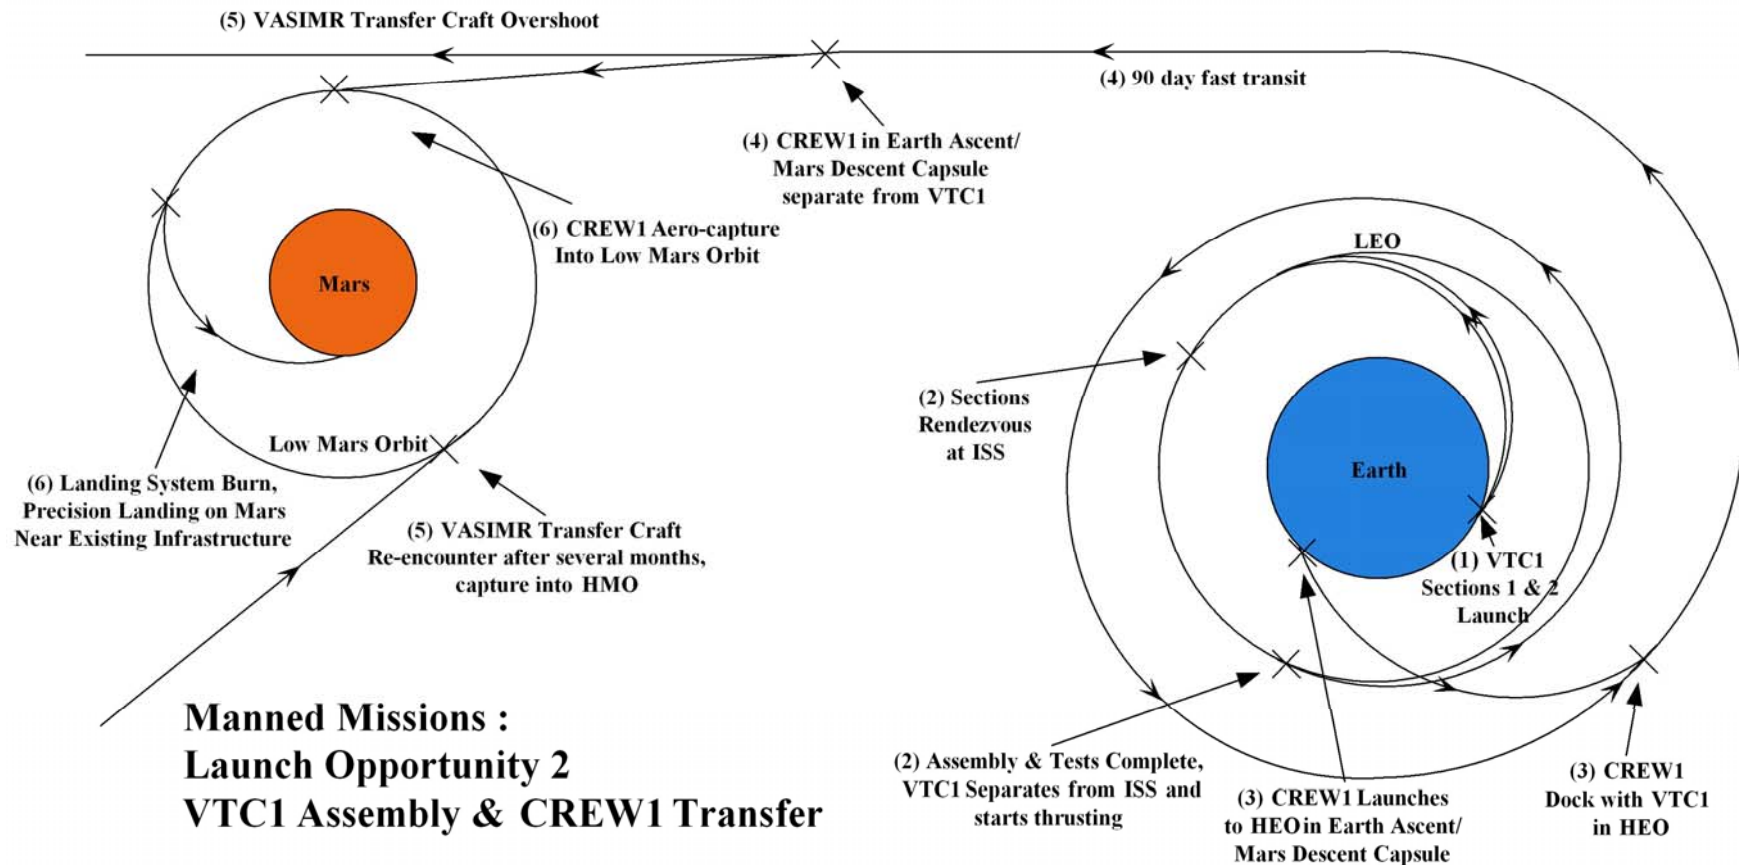 (5) VASIMR Transfer Craft Overshoot
(4) 90 day fast transit
(4) CREW1 in Earth Ascent/
Mars Descent Capsule
separate from VTC1
(6) CREW1 Aero-capture
Into Low Mars Orbit
LEO
Mars
(2) Sections
Rendezvous
at ISS
Earth
Low Mars Orbit
(6) Landing System Burn,
Precision Landing on Mars
Near Existing Infrastructure
(5) VASIMR Transfer Craft
Re-encounter after several months,
capture into HMO
(1) VTC1
Sections 1 & 2
Launch
Manned Missions :
Launch Opportunity 2
VTC1 Assembly & CREW1 Transfer
(2) Assembly & Tests Complete,
VTC1 Separates from ISS and
starts thrusting
(3) CREW1 Launches
to HEO in Earth Ascent/
Mars Descent Capsule
(3) CREW1
Dock with VTC1
in HEO